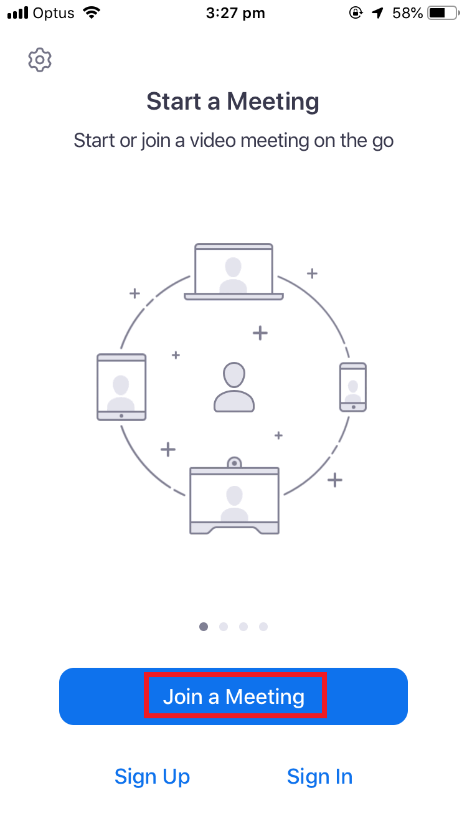 Optus 3:27 pm 58%
Start a Meeting
Start or join a video meeting on the go
Join a Meeting
Sign Up Sign In